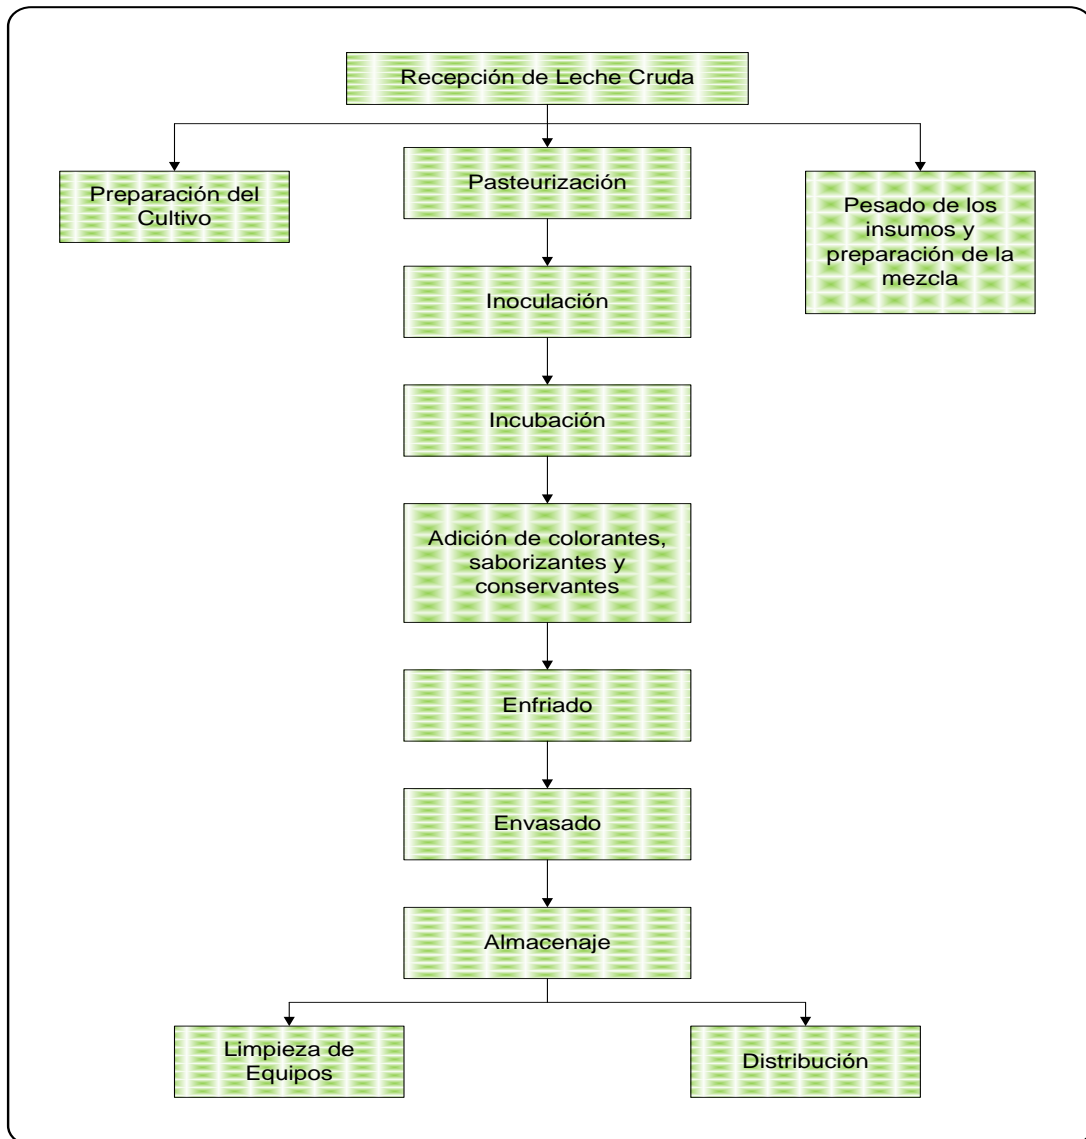 Recepción de Leche Cruda
Preparación del
Cultivo
Pasteurización
Pesado de los
insumos y
preparación de la
mezcla
Inoculación
Incubación
Adición de colorantes,
saborizantes y
conservantes
Enfriado
Envasado
Almacenaje
Limpieza de
Equipos
Distribución